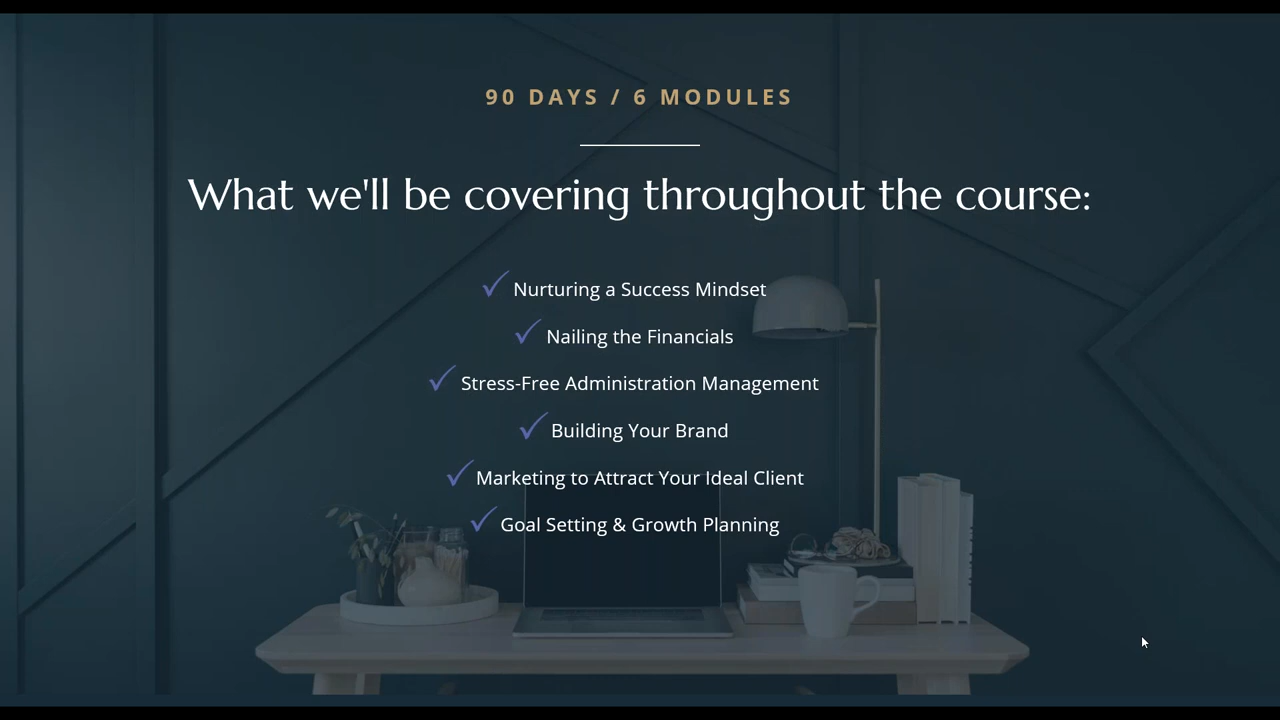 90 DAYS / 6 MODULES
What we'll be covering throughout the course:
Nurturing a Success Mindset
Nailing the Financials
Stress-Free Administration Management
Building Your Brand
Marketing to Attract Your Ideal Client
Goal Setting & Growth Planning